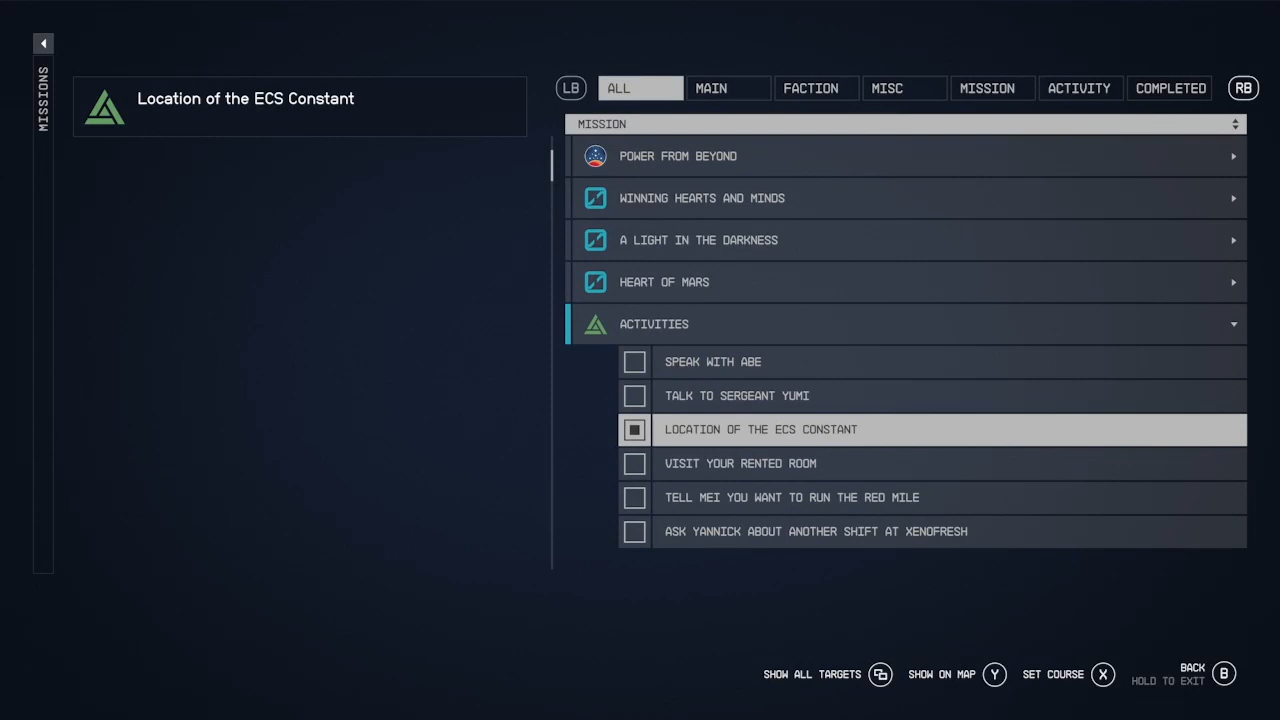 MISSIONS
Location of the ECS Constant
LB ALL MAIN FACTION MISC MISSION ACTIVITY COMPLETED RB
MISSION
POWER FROM BEYOND
WINNING HEARTS AND MINDS
A LIGHT IN THE DARKNESS
HEART OF MARS
ACTIVITIES
SPEAK WITH ABE
TALK TO SERGEANT YUMI
LOCATION OF THE ECS CONSTANT
VISIT YOUR RENTED ROOM
TELL MEI YOU WANT TO RUN THE RED MILE
ASK YANNICK ABOUT ANOTHER SHIFT AT XENOFRESH
SHOW ALL TARGETS SHOW ON MAP Y SET COURSE X BACK B
HOLD TO EXIT